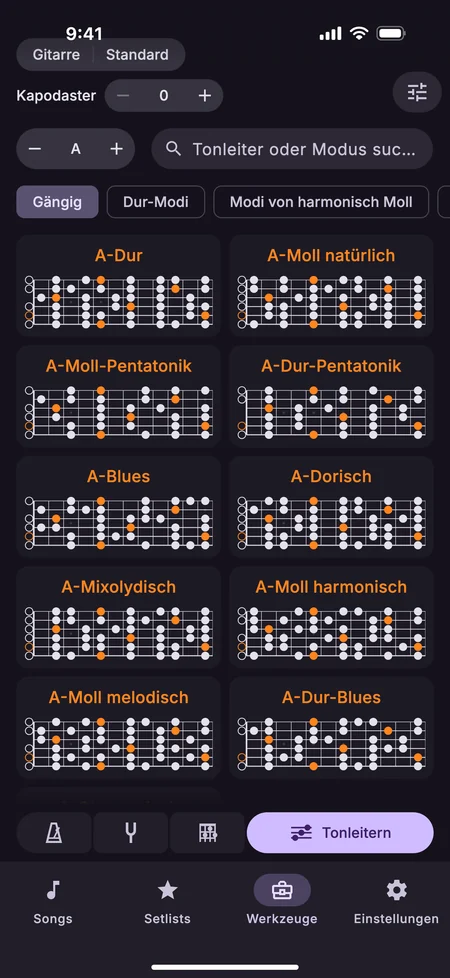 9:41
Gitarre Standard
Kapodaster − 0 +
− A + Tonleiter oder Modus suc...
Gängig Dur-Modi Modi von harmonisch Moll
A-Dur A-Moll natürlich
A-Moll-Pentatonik A-Dur-Pentatonik
A-Blues A-Dorisch
A-Mixolydisch A-Moll harmonisch
A-Moll melodisch A-Dur-Blues
Tonleitern
Songs Setlists Werkzeuge Einstellungen